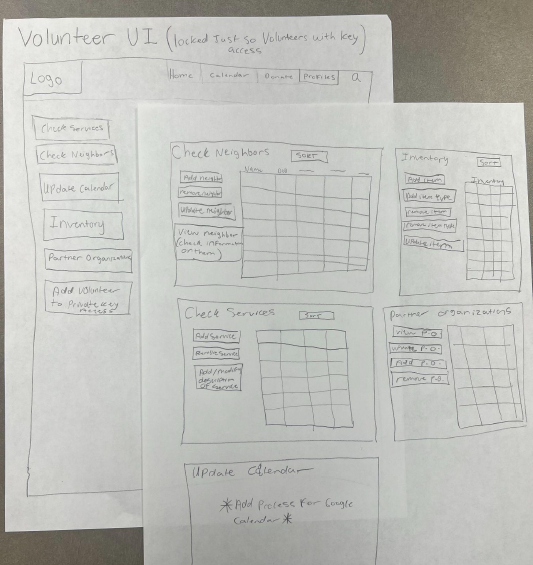 Volunteer UI (locked Just So Volunteers with key
access)
Logo
Home
Calendar
Donate
Profiles
Check Services
Check Neighbors
Update Calendar
Inventory
Partner Organizations
Add Volunteer
to Private key
Access
Check Neighbors
SORT
Name
Add neighbor
remove neighbor
Update neighbor
View neighbor
(check information
on them)
Inventory
Sort
Inventory
Add item
Add item type
remove item
remove item type
Update item
Check Services
Sort
Add Service
Remove Service
Add/modify
description
of service
Partner organizations
View P.O.
update P.O.
Add P.O.
remove P.O.
Update Calendar
*Add Process For Google
Calendar *